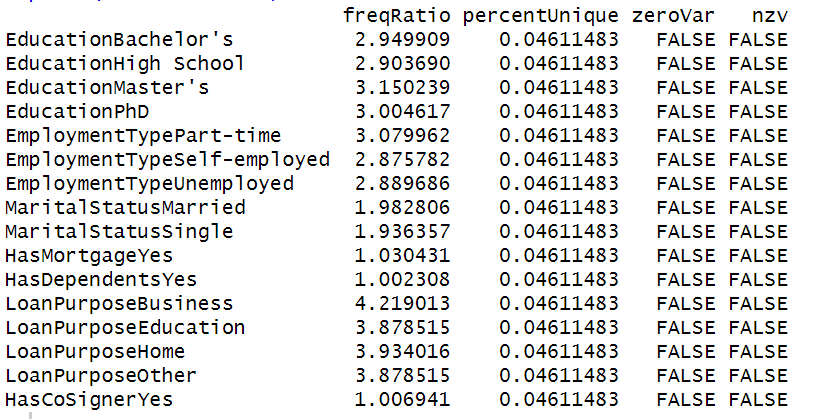 freqRatio percentUnique zeroVar nzv
EducationBachelor's 2.949909 0.04611483 FALSE FALSE
EducationHigh School 2.903690 0.04611483 FALSE FALSE
EducationMaster's 3.150239 0.04611483 FALSE FALSE
EducationPhD 3.004617 0.04611483 FALSE FALSE
EmploymentTypePart-time 3.079962 0.04611483 FALSE FALSE
EmploymentTypeSelf-employed 2.875782 0.04611483 FALSE FALSE
EmploymentTypeUnemployed 2.889686 0.04611483 FALSE FALSE
MaritalStatusMarried 1.982806 0.04611483 FALSE FALSE
MaritalStatusSingle 1.936357 0.04611483 FALSE FALSE
HasMortgageYes 1.030431 0.04611483 FALSE FALSE
HasDependentsYes 1.002308 0.04611483 FALSE FALSE
LoanPurposeBusiness 4.219013 0.04611483 FALSE FALSE
LoanPurposeEducation 3.878515 0.04611483 FALSE FALSE
LoanPurposeHome 3.934016 0.04611483 FALSE FALSE
LoanPurposeOther 3.878515 0.04611483 FALSE FALSE
HasCoSignerYes 1.006941 0.04611483 FALSE FALSE